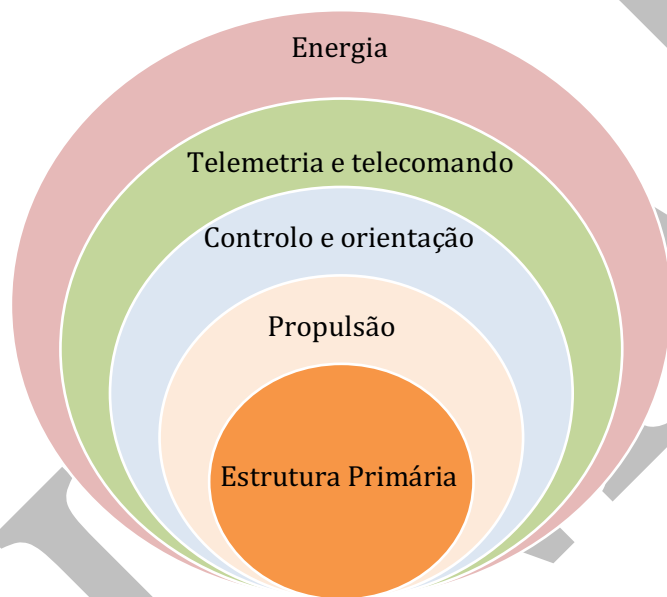 Energia
Telemetria e telecomando
Controlo e orientação
Propulsão
Estrutura Primária